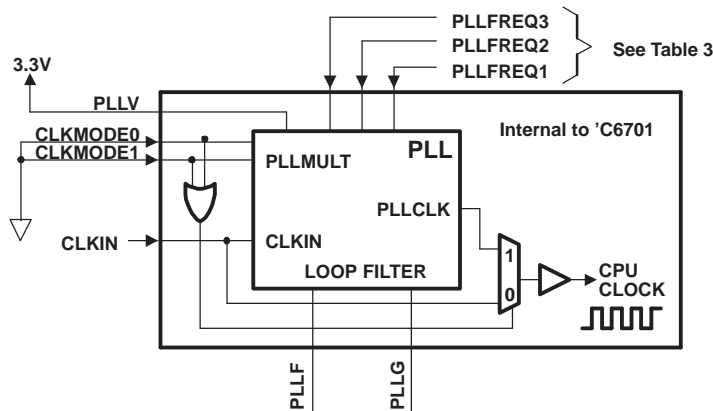 PLLFREQ3
PLLFREQ2
PLLFREQ1
See Table 3
3.3V
PLLV
CLKMODE0
CLKMODE1
Internal to ’C6701
PLL
PLLMULT
PLLCLK
CLKIN
CLKIN
LOOP FILTER
1
0
CPU
CLOCK
PLLF
PLLG